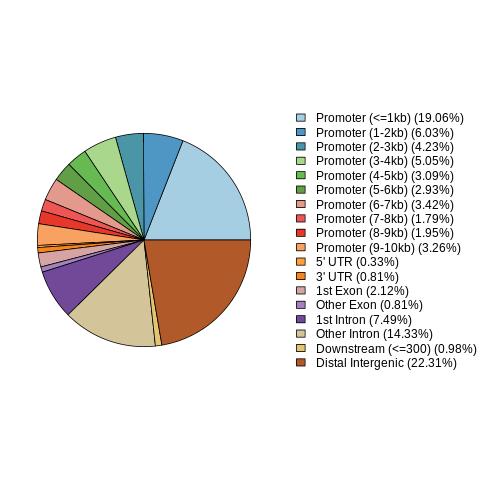 Promoter (<=1kb) (19.06%)
Promoter (1-2kb) (6.03%)
Promoter (2-3kb) (4.23%)
Promoter (3-4kb) (5.05%)
Promoter (4-5kb) (3.09%)
Promoter (5-6kb) (2.93%)
Promoter (6-7kb) (3.42%)
Promoter (7-8kb) (1.79%)
Promoter (8-9kb) (1.95%)
Promoter (9-10kb) (3.26%)
5' UTR (0.33%)
3' UTR (0.81%)
1st Exon (2.12%)
Other Exon (0.81%)
1st Intron (7.49%)
Other Intron (14.33%)
Downstream (<=300) (0.98%)
Distal Intergenic (22.31%)